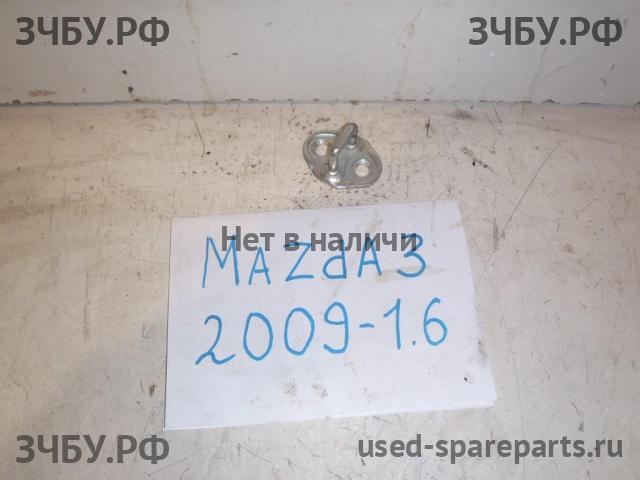 ЗЧБУ.РФ ЗЧБУ.РФ
Нет в наличи
MAZdA3
2009-1.6
ЗЧБУ.РФ used-spareparts.ru